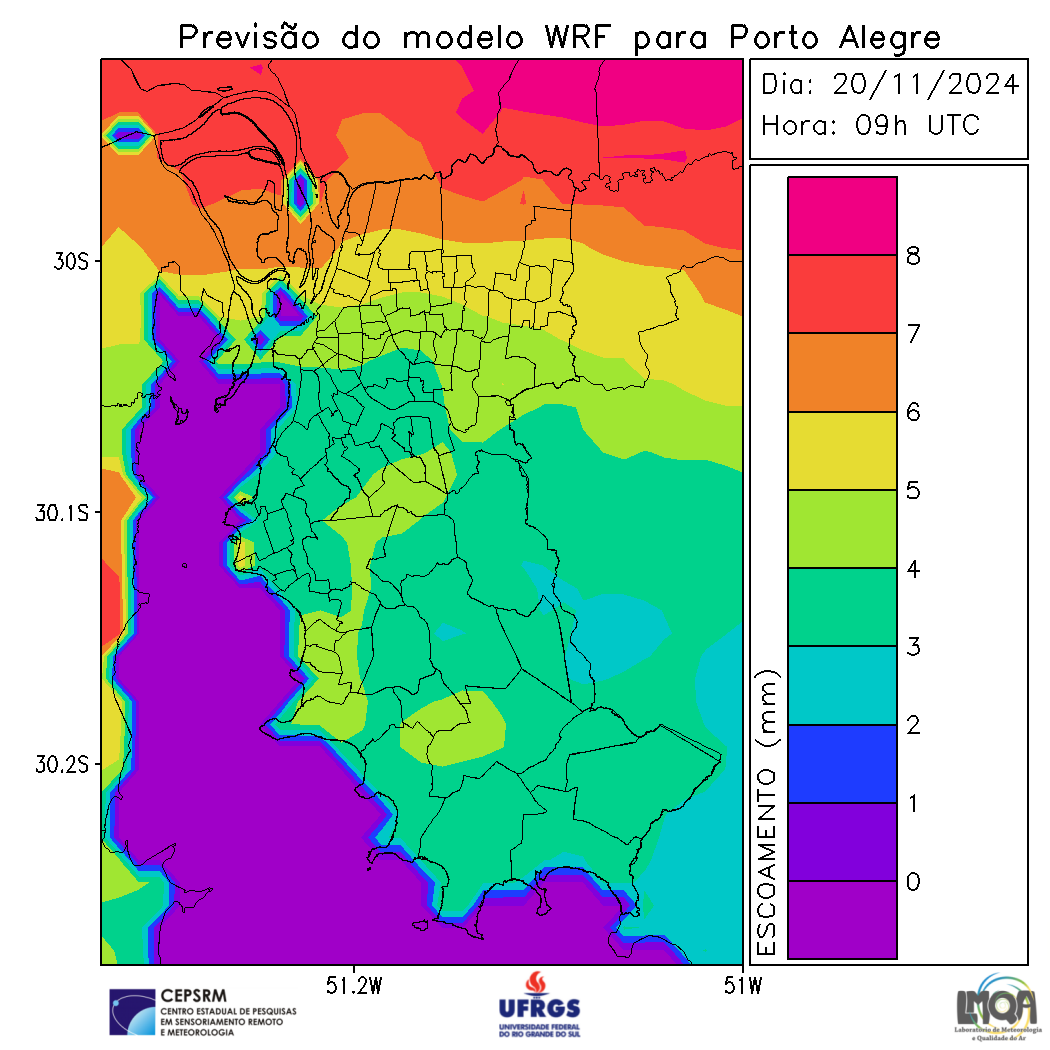 Previsão do modelo WRF para Porto Alegre
Dia: 20/11/2024
Hora: 09h UTC
30S
30.1S
30.2S
51.2W
51W
ESCOAMENTO (mm)
8
7
6
5
4
3
2
1
0
CEPSRM
CENTRO ESTADUAL DE PESQUISAS
EM SENSORIAMENTO REMOTO
E METEOROLOGIA
UFRGS
UNIVERSIDADE FEDERAL
DO RIO GRANDE DO SUL
LMQA
Laboratório de Meteorologia
e Qualidade do Ar